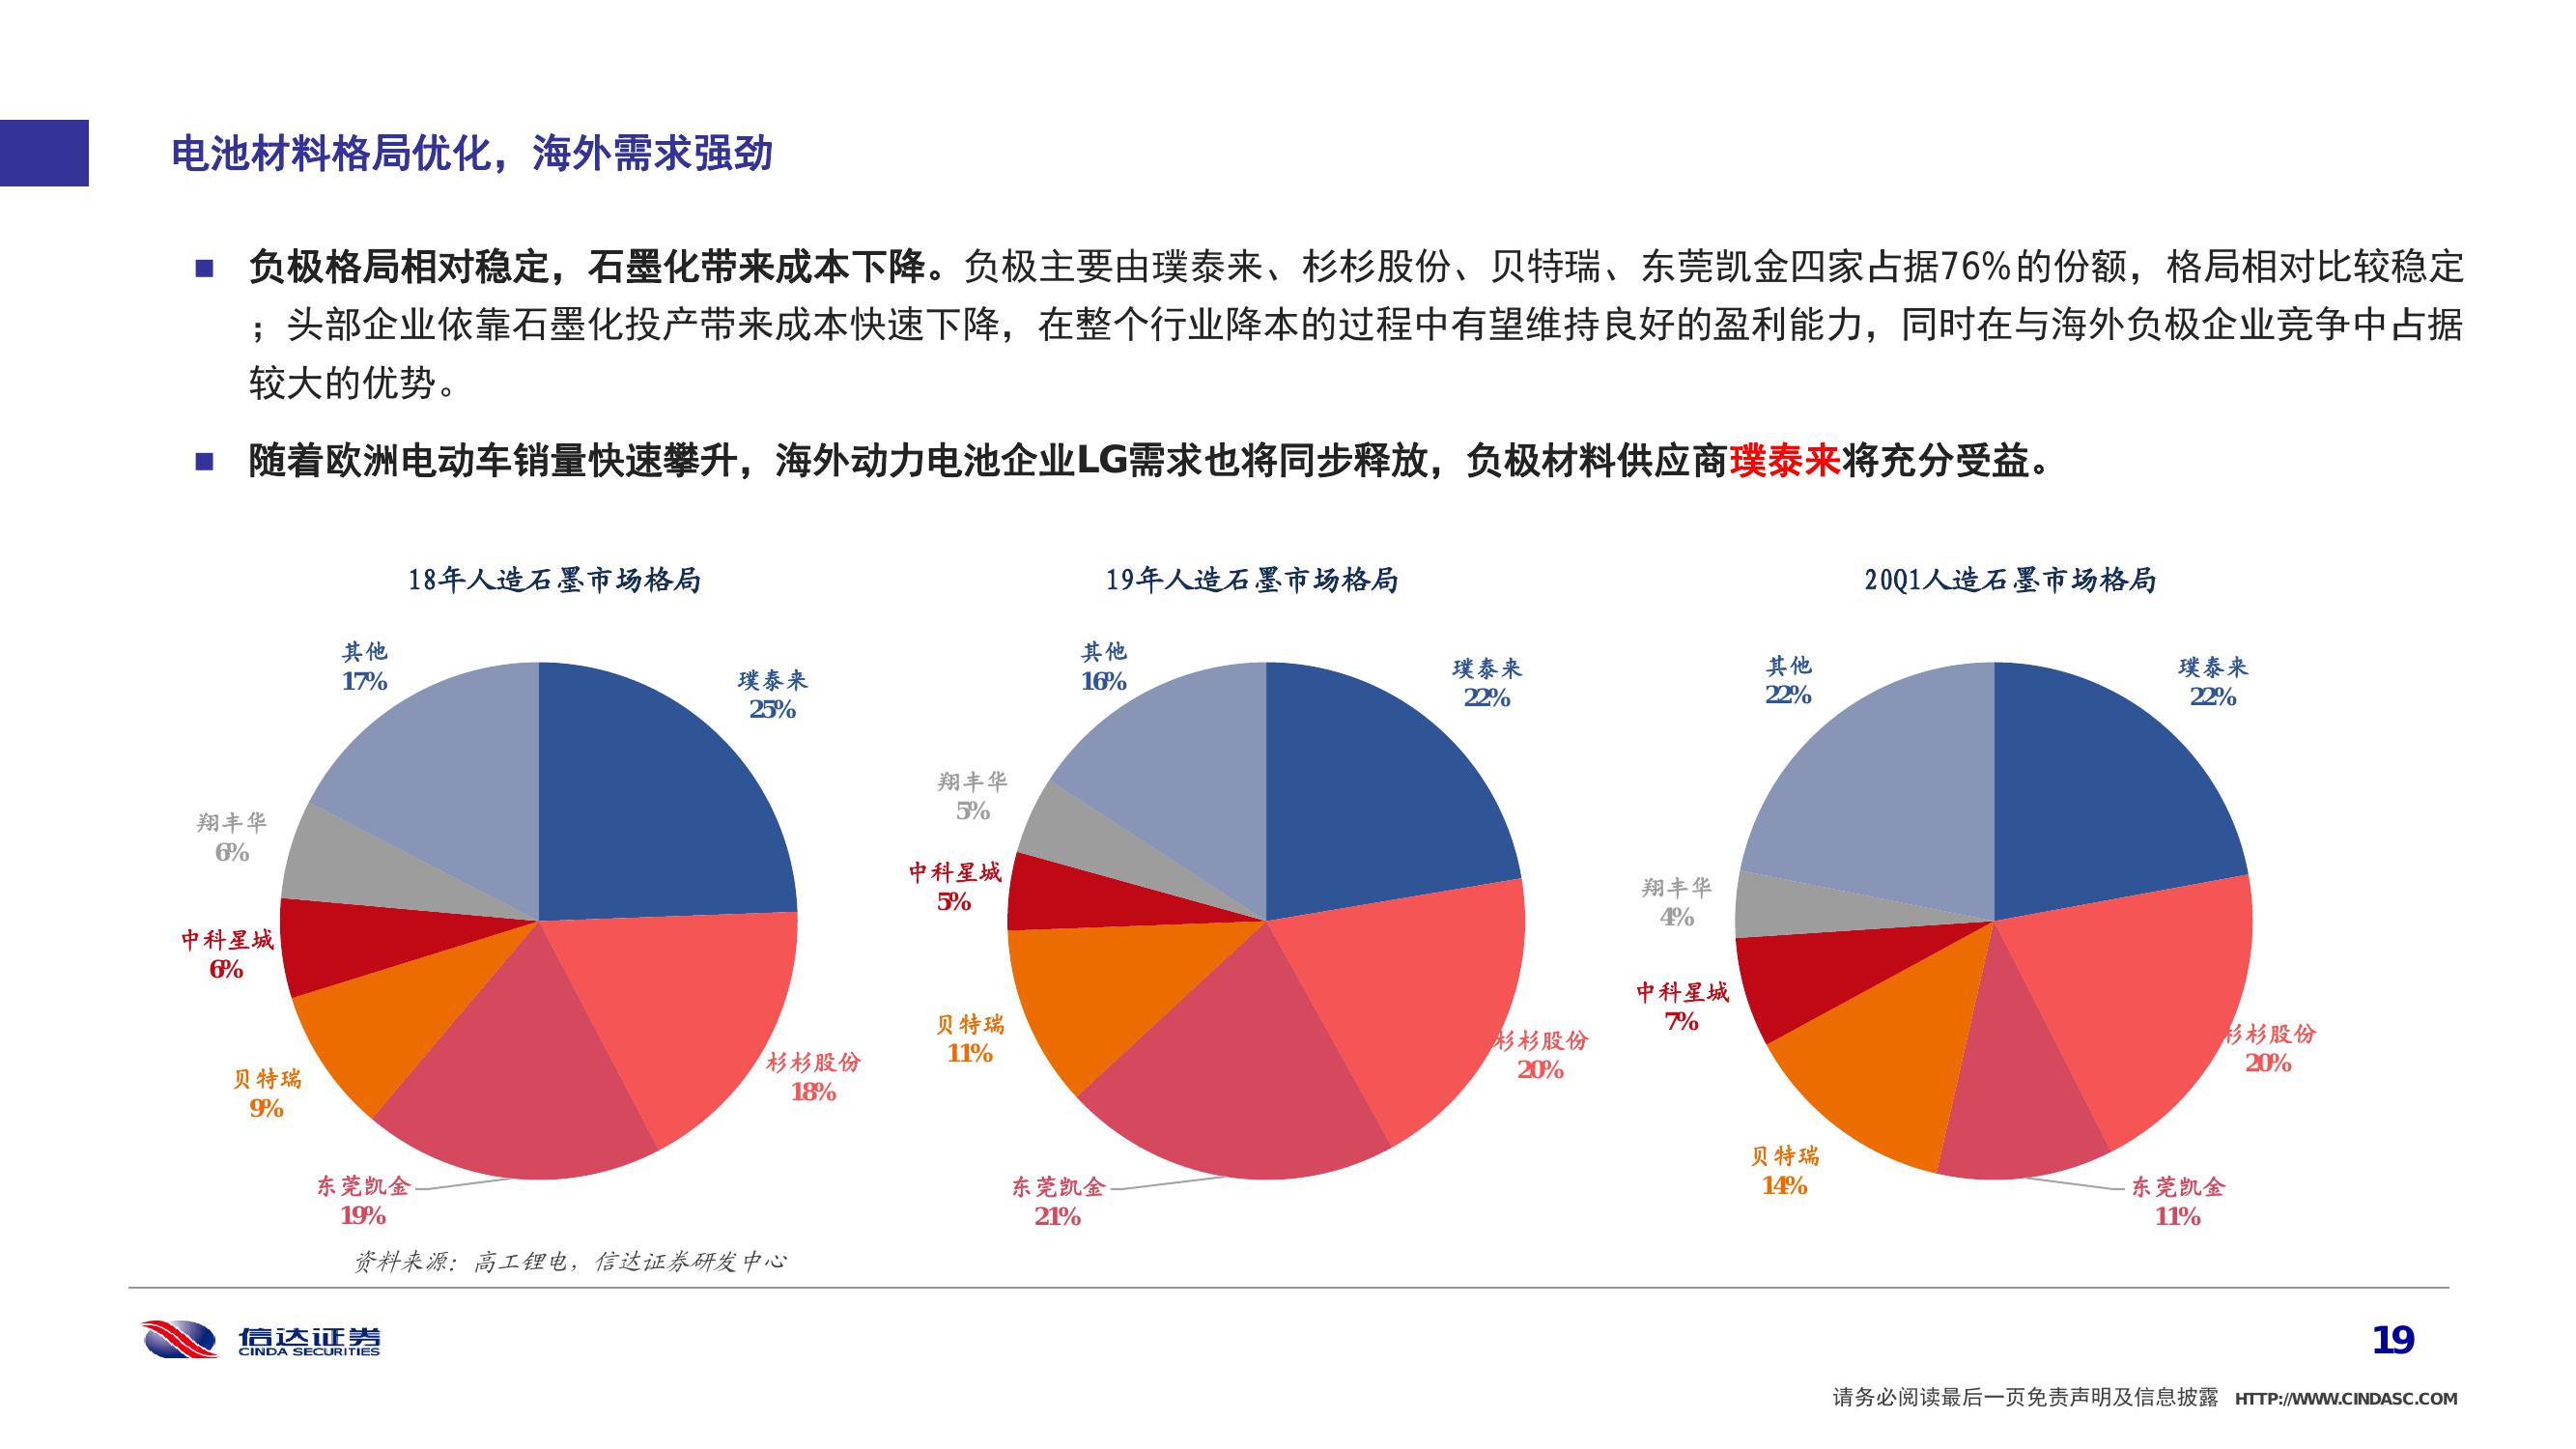 电池材料格局优化，海外需求强劲
■ 负极格局相对稳定，石墨化带来成本下降。负极主要由璞泰来、杉杉股份、贝特瑞、东莞凯金四家占据76%的份额，格局相对比较稳定
；头部企业依靠石墨化投产带来成本快速下降，在整个行业降本的过程中有望维持良好的盈利能力，同时在与海外负极企业竞争中占据
较大的优势。
■ 随着欧洲电动车销量快速攀升，海外动力电池企业LG需求也将同步释放，负极材料供应商璞泰来将充分受益。
18年人造石墨市场格局
其他
17%
璞泰来
25%
翔丰华
6%
中科星城
6%
贝特瑞
9%
杉杉股份
18%
东莞凯金
19%
19年人造石墨市场格局
其他
16%
璞泰来
22%
翔丰华
5%
中科星城
5%
贝特瑞
11%
杉杉股份
20%
东莞凯金
21%
20Q1人造石墨市场格局
其他
22%
璞泰来
22%
翔丰华
4%
中科星城
7%
贝特瑞
14%
杉杉股份
20%
东莞凯金
11%
资料来源：高工锂电，信达证券研发中心
信达证券
CINDA SECURITIES
19
请务必阅读最后一页免责声明及信息披露 HTTP://WWW.CINDASC.COM